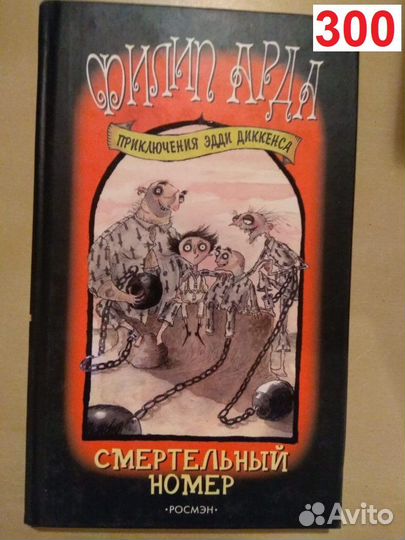 300
ФИЛИП АРДА
ПРИКЛЮЧЕНИЯ ЭДДИ ДИККЕНСА
СМЕРТЕЛЬНЫЙ
НОМЕР
·РОСМЭН·
Avito